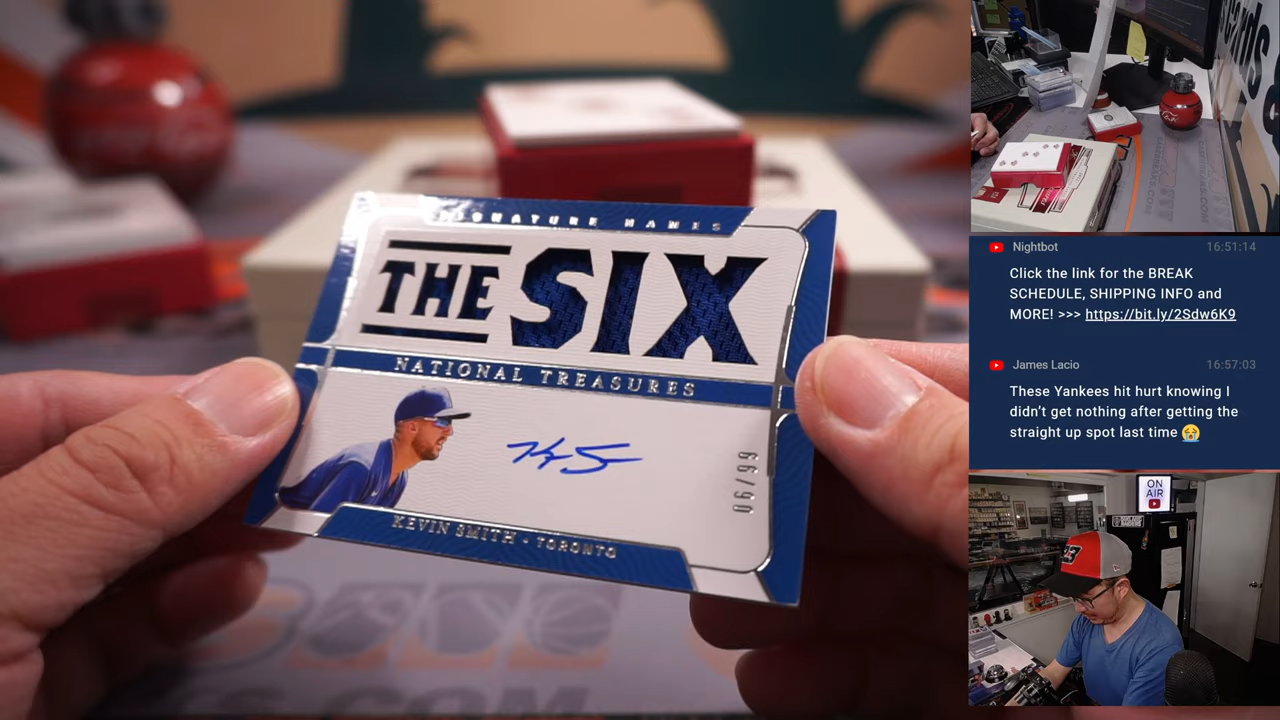 SIGNATURE NAMES
THE SIX
NATIONAL TREASURES
06/99
KEVIN SMITH - TORONTO
Nightbot 16:51:14
Click the link for the BREAK
SCHEDULE, SHIPPING INFO and
MORE! >>> https://bit.ly/2Sdw6K9
James Lacio 16:57:03
These Yankees hit hurt knowing I
didn't get nothing after getting the
straight up spot last time 😭
ON
AIR
23
.COM